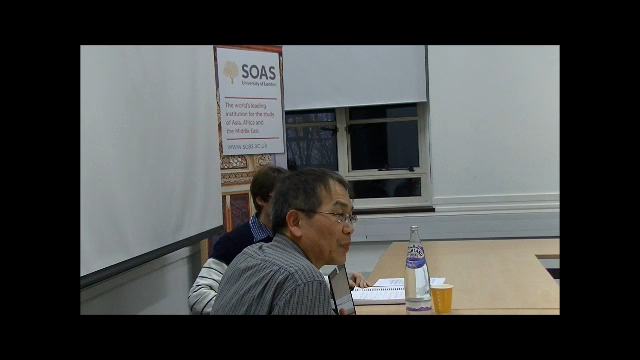 SOAS
University of London
The world's leading
institution for the study
of Asia, Africa and
the Middle East
www.soas.ac.uk